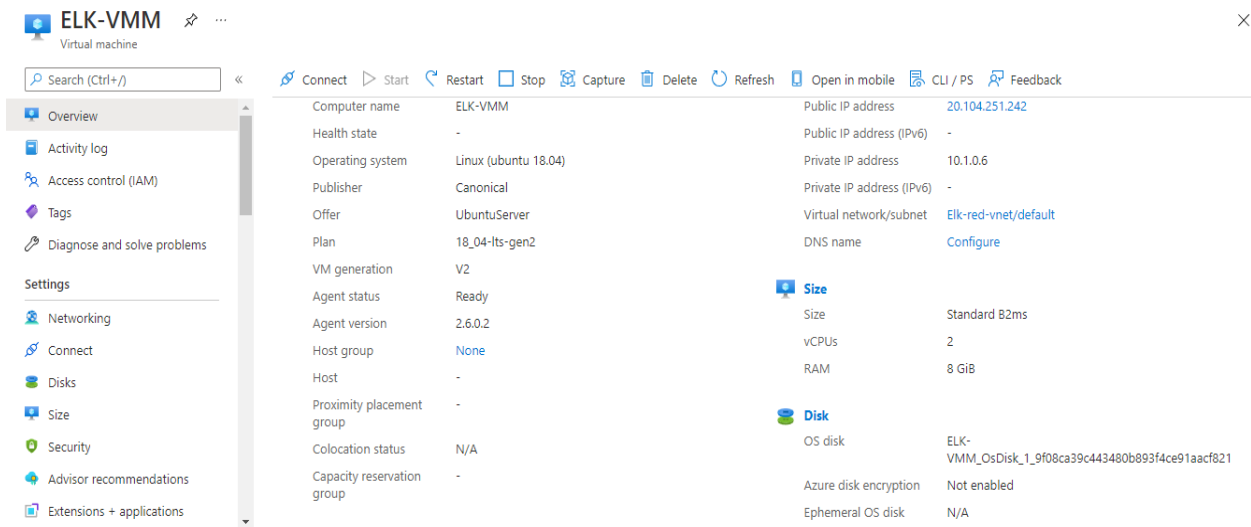 ELK-VMM
Virtual machine
Search (Ctrl+/)
Overview
Activity log
Access control (IAM)
Tags
Diagnose and solve problems
Settings
Networking
Connect
Disks
Size
Security
Advisor recommendations
Extensions + applications
Connect Start Restart Stop Capture Delete Refresh Open in mobile CLI / PS Feedback
Computer name ELK-VMM
Health state -
Operating system Linux (ubuntu 18.04)
Publisher Canonical
Offer UbuntuServer
Plan 18_04-lts-gen2
VM generation V2
Agent status Ready
Agent version 2.6.0.2
Host group None
Host -
Proximity placement -
group
Colocation status N/A
Capacity reservation -
group
Public IP address 20.104.251.242
Public IP address (IPv6) -
Private IP address 10.1.0.6
Private IP address (IPv6) -
Virtual network/subnet Elk-red-vnet/default
DNS name Configure
Size
Size Standard B2ms
vCPUs 2
RAM 8 GiB
Disk
OS disk ELK-
VMM_OsDisk_1_9f08ca39c443480b893f4ce91aacf821
Azure disk encryption Not enabled
Ephemeral OS disk N/A